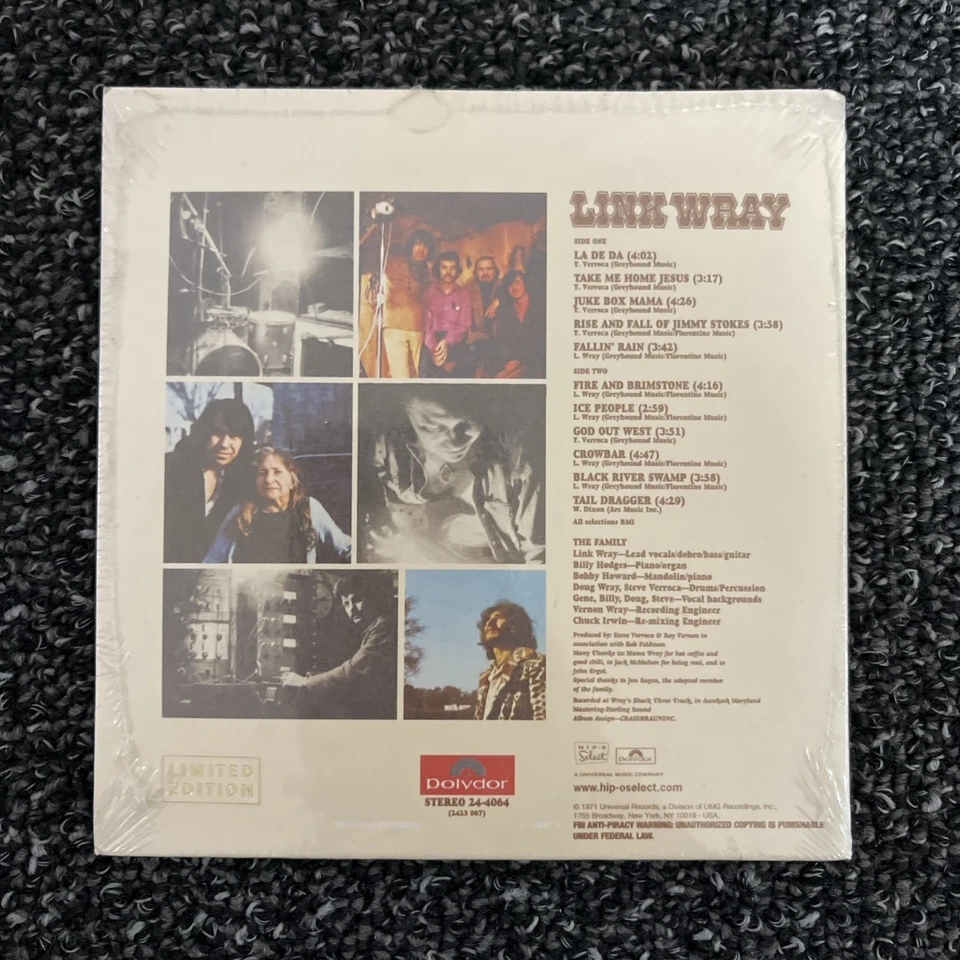 LINK WRAY
SIDE ONE
LA DE DA (4:02)
Y. Verroca (Greyhound Music)
TAKE ME HOME JESUS (3:17)
Y. Verroca (Greyhound Music)
JUKE BOX MAMA (4:26)
Y. Verroca (Greyhound Music)
RISE AND FALL OF JIMMY STOKES (3:58)
Y. Verroca (Greyhound Music/Florentine Music)
FALLIN' RAIN (3:42)
L. Wray (Greyhound Music/Florentine Music)
SIDE TWO
FIRE AND BRIMSTONE (4:16)
L. Wray (Greyhound Music/Florentine Music)
ICE PEOPLE (2:59)
L. Wray (Greyhound Music/Florentine Music)
GOD OUT WEST (3:51)
Y. Verroca (Greyhound Music)
CROWBAR (4:47)
L. Wray (Greyhound Music/Florentine Music)
BLACK RIVER SWAMP (3:58)
L. Wray (Greyhound Music/Florentine Music)
TAIL DRAGGER (4:29)
W. Dixon (Arc Music Inc.)
All selections BMI
THE FAMILY
Link Wray—Lead vocals/dobro/bass/guitar
Billy Hodges—Piano/organ
Bobby Howard—Mandolin/piano
Doug Wray, Steve Verroca—Drums/Percussion
Gene, Billy, Doug, Steve—Vocal backgrounds
Vernon Wray—Recording Engineer
Chuck Irwin—Re-mixing Engineer
Produced by: Steve Verroca & Ray Vernon in
association with Bob Feldman
Many Thanks to: Mama Wray for hot coffee and
good chili, to Jack McMahon for being real, and to
John Ergel.
Special thanks to Jon Sagen, the adopted member
of the family.
Recorded at Wray's Shack Three Track, in Accokeek Maryland
Mastering—Sterling Sound
Album design—CRAIGBRAUNINC.
LIMITED
EDITION
polydor
STEREO 24-4064
(2425 067)
HIP-O
Select
polydor
A UNIVERSAL MUSIC COMPANY
www.hip-oselect.com
© 1971 Universal Records, a Division of UMG Recordings, Inc.,
1755 Broadway, New York, NY 10019 - USA.
FBI ANTI-PIRACY WARNING: UNAUTHORIZED COPYING IS PUNISHABLE
UNDER FEDERAL LAW.